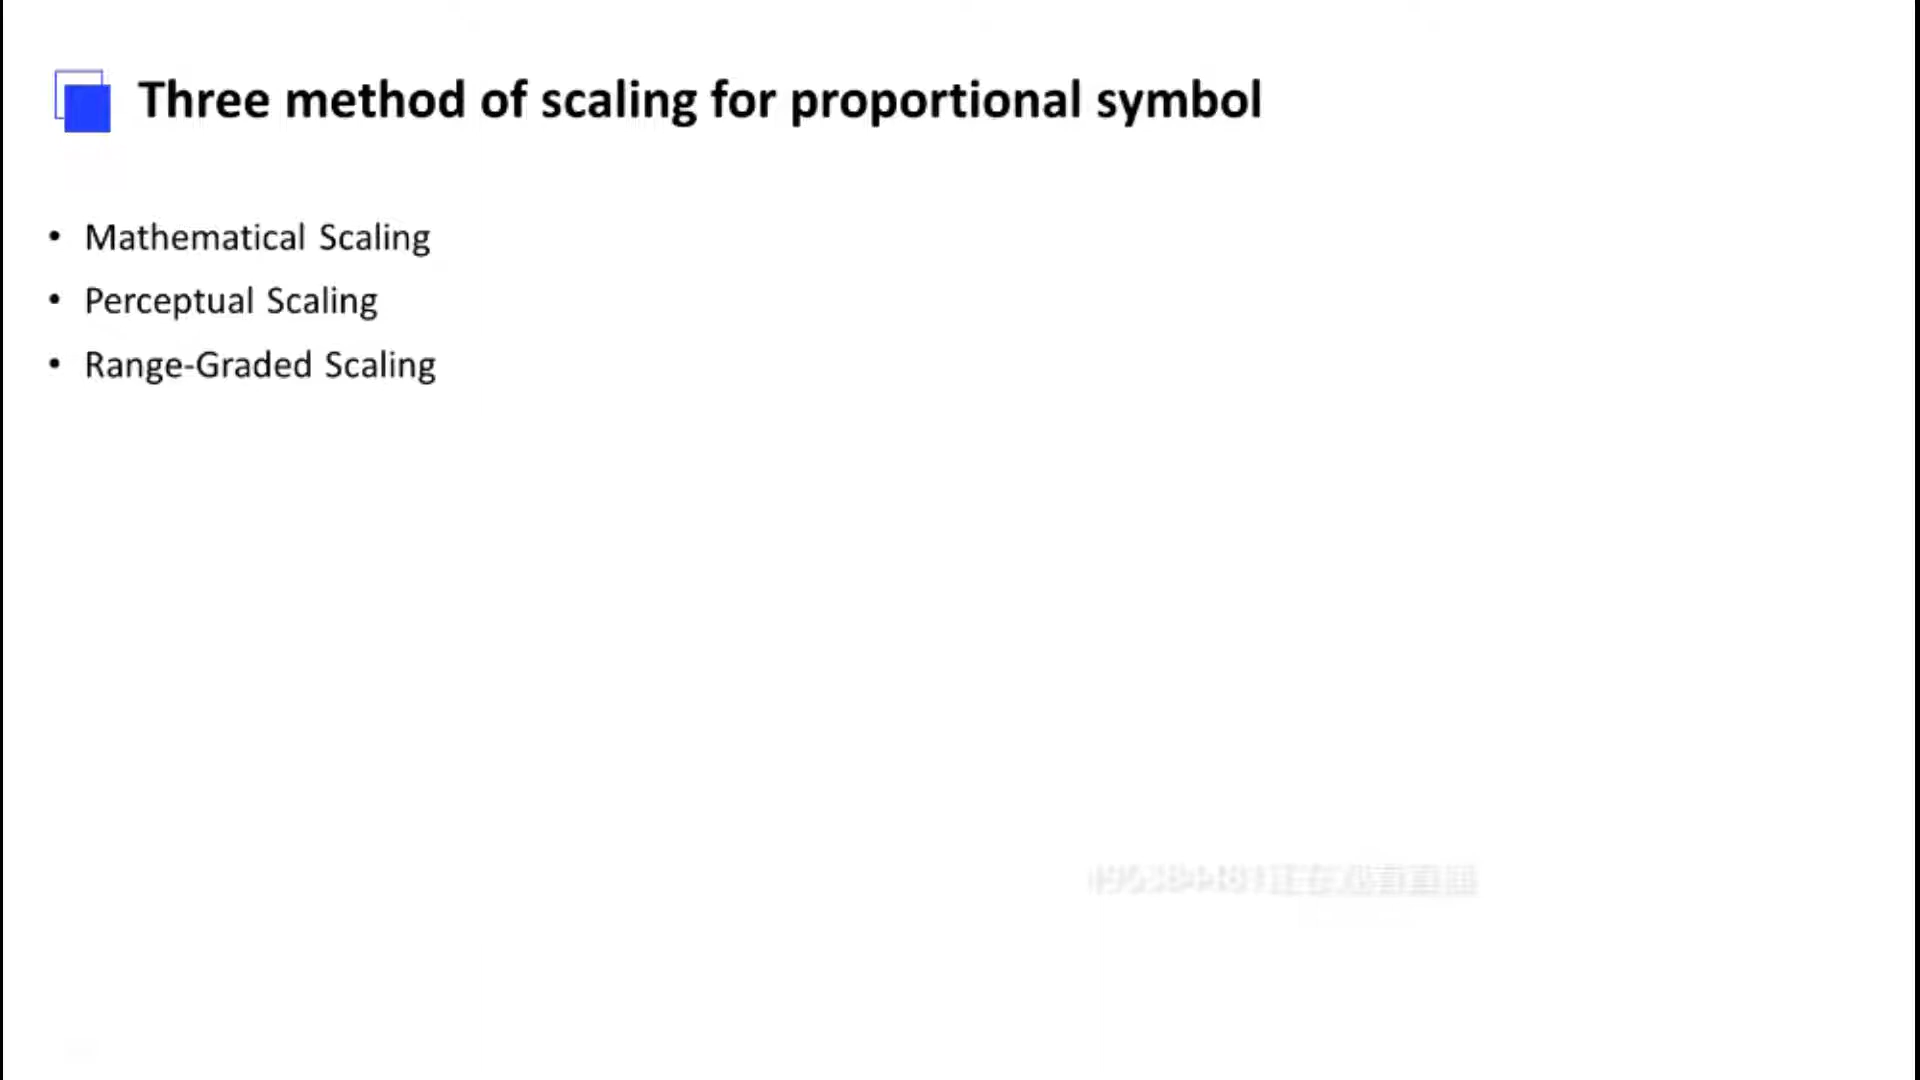 Three method of scaling for proportional symbol
• Mathematical Scaling
• Perceptual Scaling
• Range-Graded Scaling